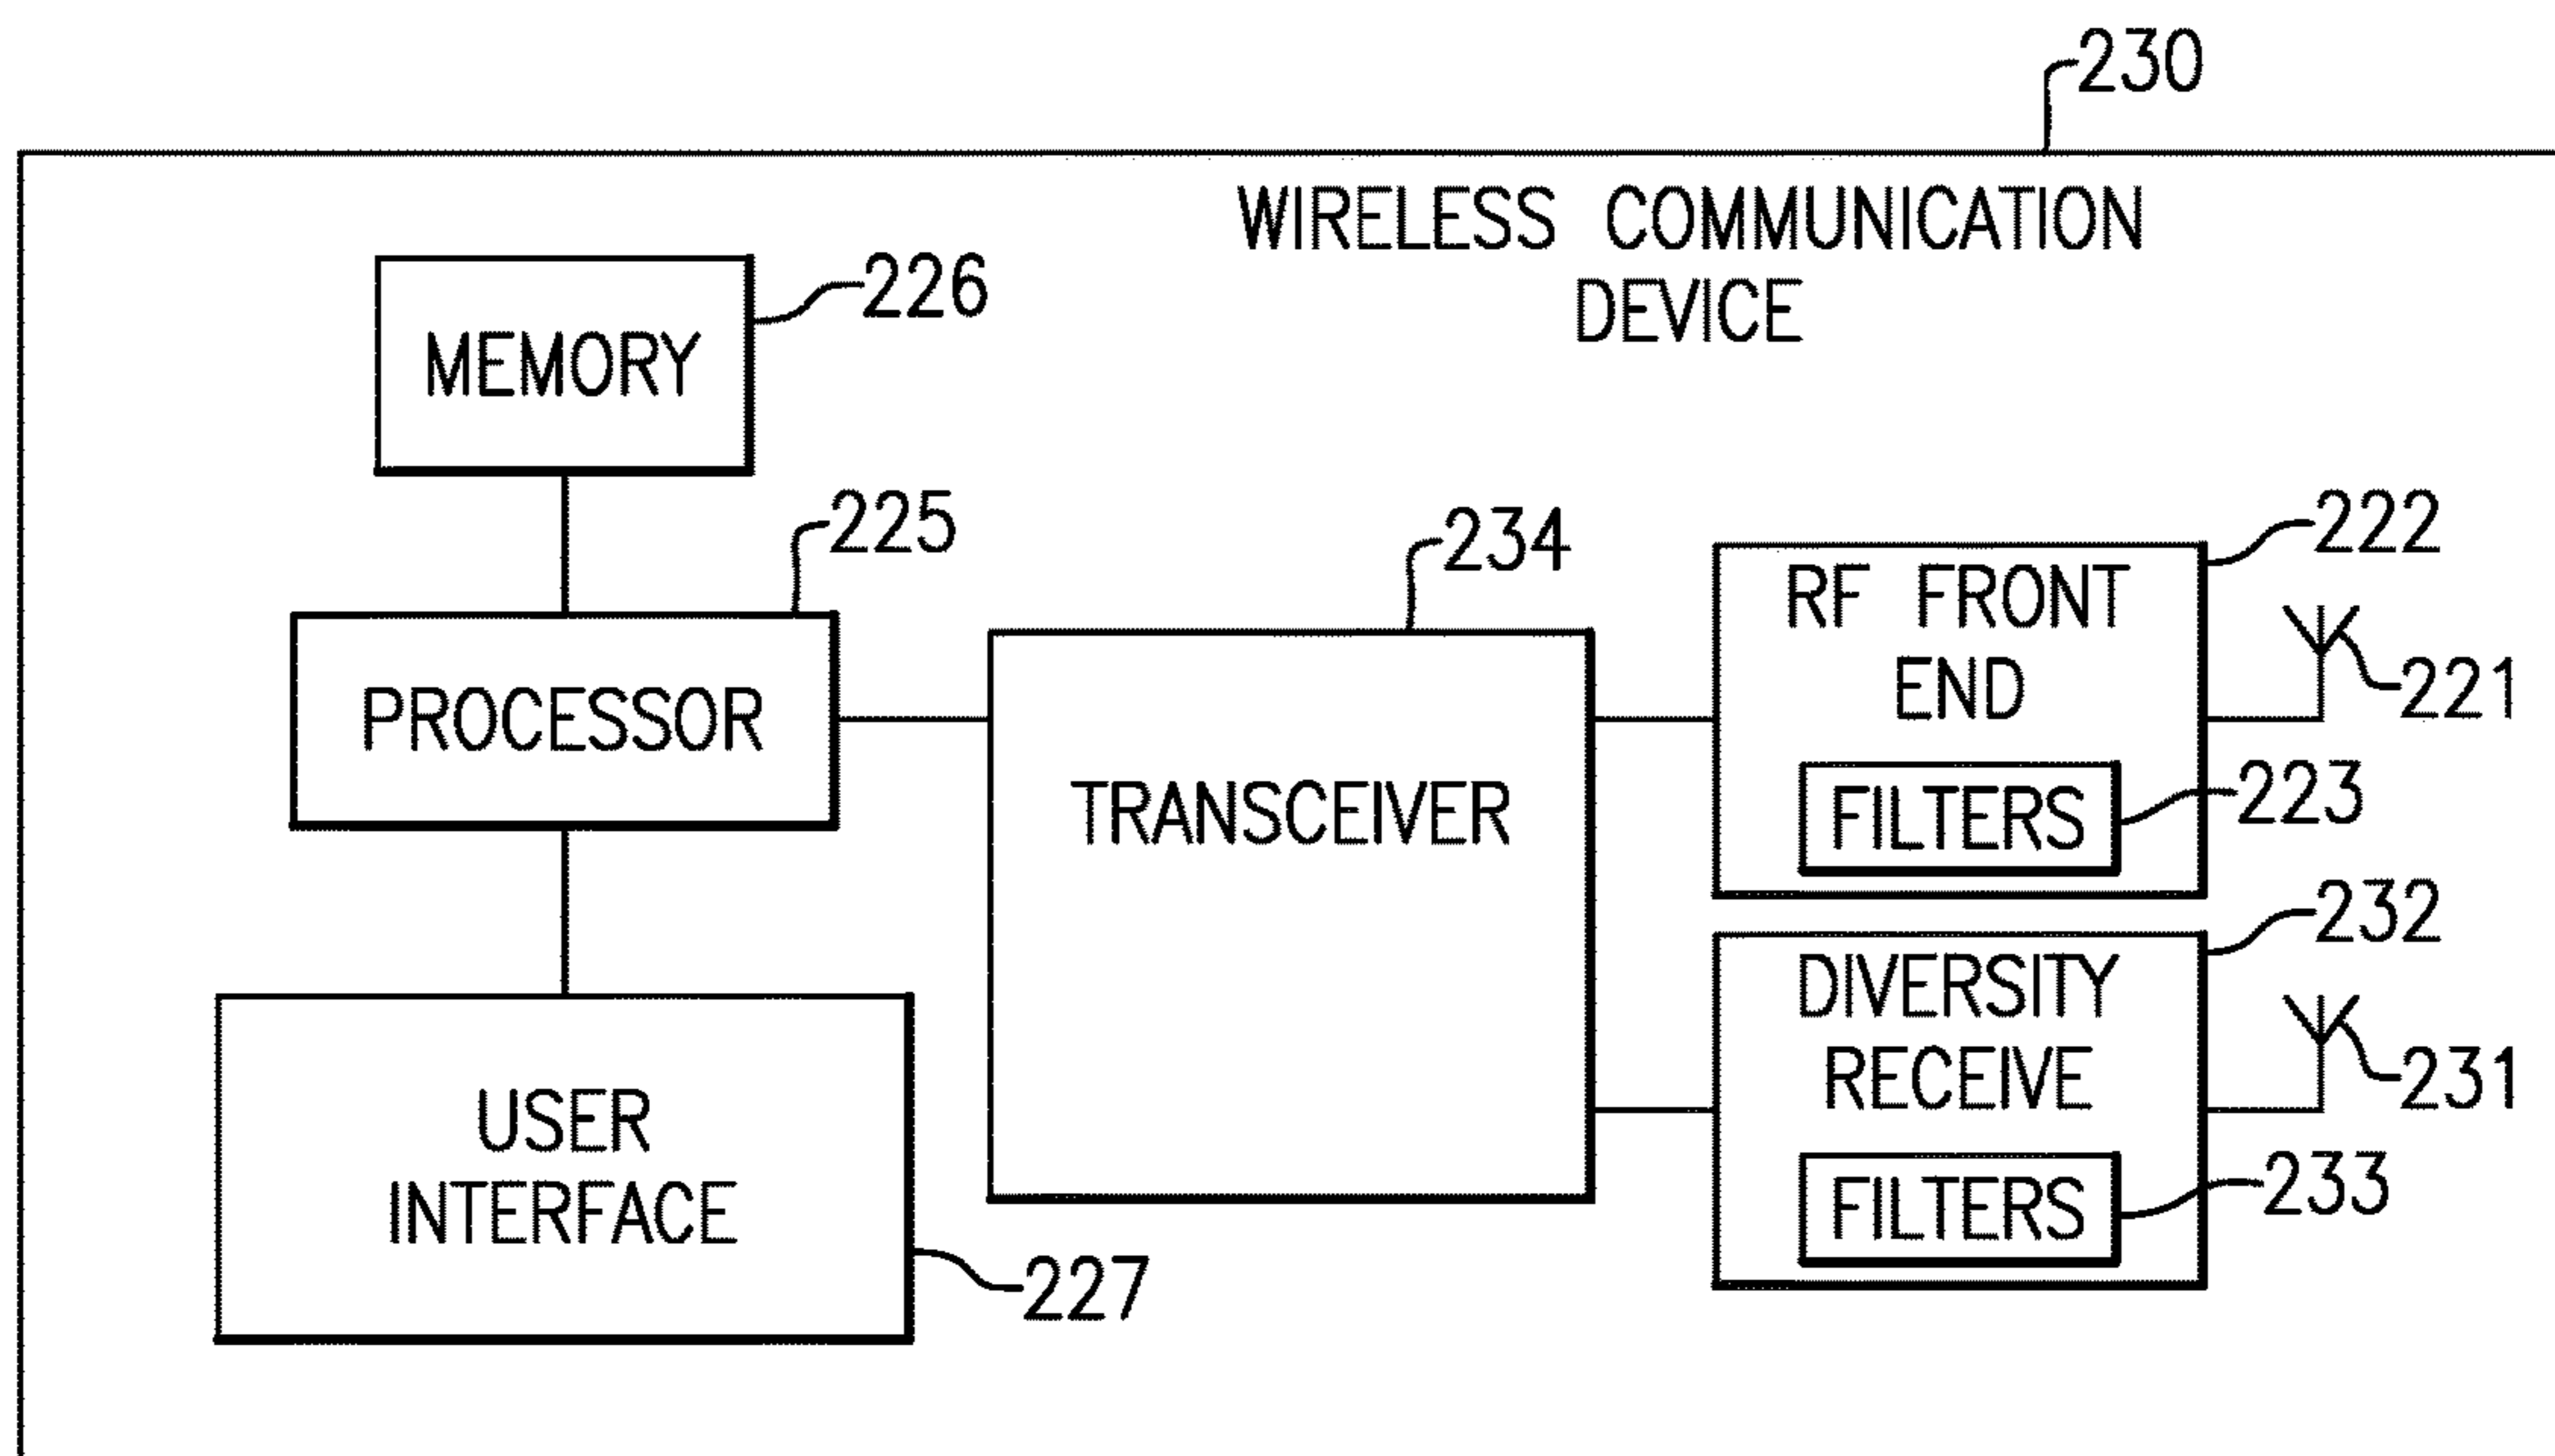 230
WIRELESS COMMUNICATION
DEVICE
226
MEMORY
225
PROCESSOR
234
TRANSCEIVER
222
RF FRONT
END
221
FILTERS
223
232
DIVERSITY
RECEIVE
231
FILTERS
233
USER
INTERFACE
227